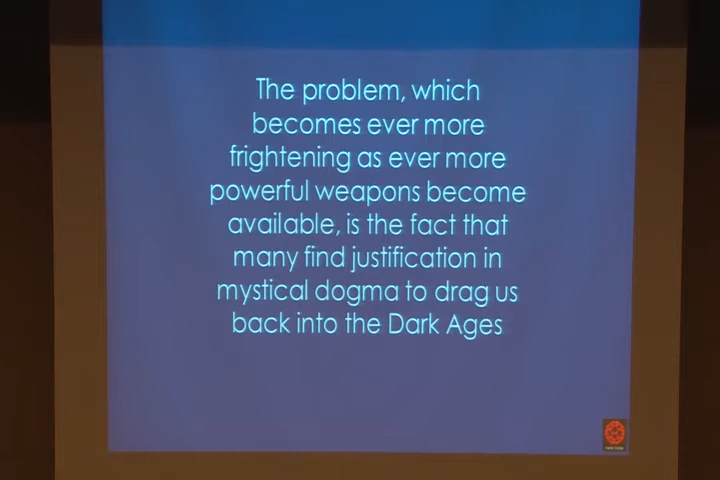 The problem, which
becomes ever more
frightening as ever more
powerful weapons become
available, is the fact that
many find justification in
mystical dogma to drag us
back into the Dark Ages